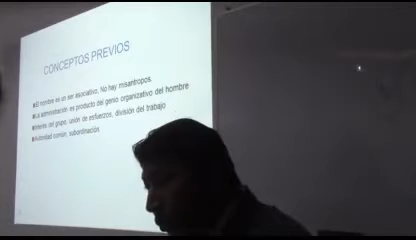 CONCEPTOS PREVIOS
El hombre es un ser asociativo, No hay misántropos.
La administración es producto del genio organizativo del hombre
Interés del grupo, unión de esfuerzos, división del trabajo
Autoridad común, subordinación